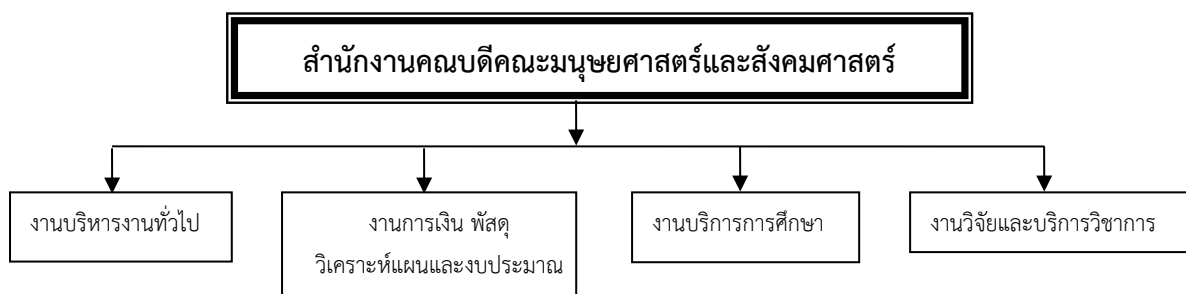 สำนักงานคณบดีคณะมนุษยศาสตร์และสังคมศาสตร์
งานบริหารงานทั่วไป
งานการเงิน พัสดุ
วิเคราะห์แผนและงบประมาณ
งานบริการการศึกษา
งานวิจัยและบริการวิชาการ